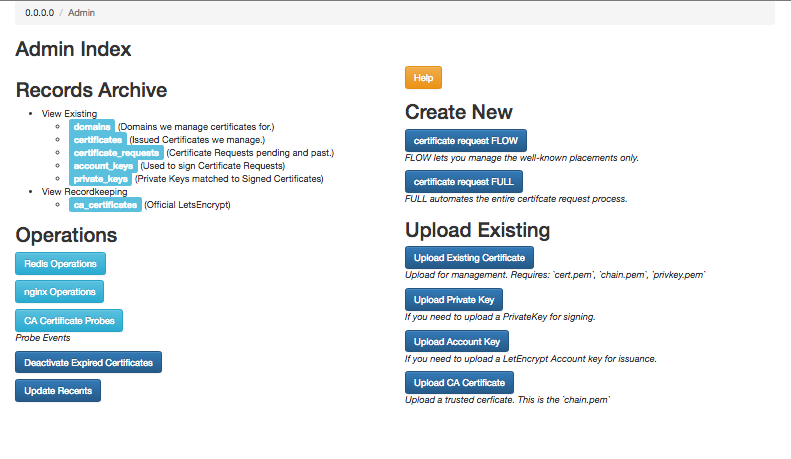 0.0.0.0 / Admin
Admin Index
Records Archive
View Existing
domains (Domains we manage certificates for.)
certificates (Issued Certificates we manage.)
certificate_requests (Certificate Requests pending and past.)
account_keys (Used to sign Certificate Requests)
private_keys (Private Keys matched to Signed Certificates)
View Recordkeeping
ca_certificates (Official LetsEncrypt)
Operations
Redis Operations
nginx Operations
CA Certificate Probes
Probe Events
Deactivate Expired Certificates
Update Recents
Help
Create New
certificate request FLOW
FLOW lets you manage the well-known placements only.
certificate request FULL
FULL automates the entire certifcate request process.
Upload Existing
Upload Existing Certificate
Upload for management. Requires: `cert.pem`, `chain.pem`, `privkey.pem`
Upload Private Key
If you need to upload a PrivateKey for signing.
Upload Account Key
If you need to upload a LetEncrypt Account key for issuance.
Upload CA Certificate
Upload a trusted cerficate. This is the `chain.pem`